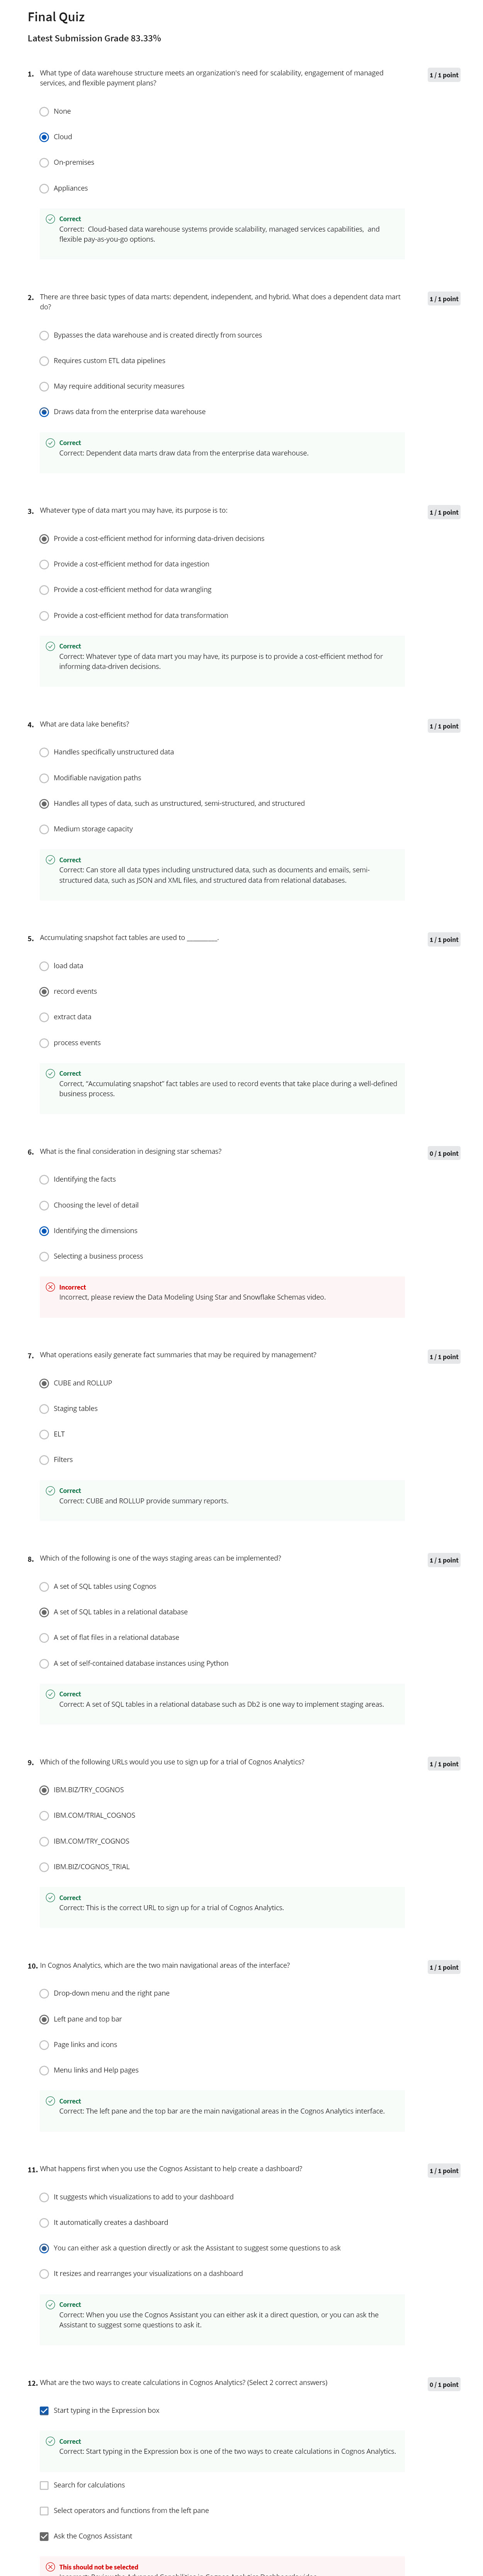 Final Quiz
Latest Submission Grade 83.33%
1. What type of data warehouse structure meets an organization's need for scalability, engagement of managed
services, and flexible payment plans?
1 / 1 point
None
Cloud
On-premises
Appliances
Correct
Correct: Cloud-based data warehouse systems provide scalability, managed services capabilities, and
flexible pay-as-you-go options.
2. There are three basic types of data marts: dependent, independent, and hybrid. What does a dependent data mart
do?
1 / 1 point
Bypasses the data warehouse and is created directly from sources
Requires custom ETL data pipelines
May require additional security measures
Draws data from the enterprise data warehouse
Correct
Correct: Dependent data marts draw data from the enterprise data warehouse.
3. Whatever type of data mart you may have, its purpose is to:
1 / 1 point
Provide a cost-efficient method for informing data-driven decisions
Provide a cost-efficient method for data ingestion
Provide a cost-efficient method for data wrangling
Provide a cost-efficient method for data transformation
Correct
Correct: Whatever type of data mart you may have, its purpose is to provide a cost-efficient method for
informing data-driven decisions.
4. What are data lake benefits?
1 / 1 point
Handles specifically unstructured data
Modifiable navigation paths
Handles all types of data, such as unstructured, semi-structured, and structured
Medium storage capacity
Correct
Correct: Can store all data types including unstructured data, such as documents and emails, semi-
structured data, such as JSON and XML files, and structured data from relational databases.
5. Accumulating snapshot fact tables are used to _________.
1 / 1 point
load data
record events
extract data
process events
Correct
Correct, "Accumulating snapshot" fact tables are used to record events that take place during a well-defined
business process.
6. What is the final consideration in designing star schemas?
0 / 1 point
Identifying the facts
Choosing the level of detail
Identifying the dimensions
Selecting a business process
Incorrect
Incorrect, please review the Data Modeling Using Star and Snowflake Schemas video.
7. What operations easily generate fact summaries that may be required by management?
1 / 1 point
CUBE and ROLLUP
Staging tables
ELT
Filters
Correct
Correct: CUBE and ROLLUP provide summary reports.
8. Which of the following is one of the ways staging areas can be implemented?
1 / 1 point
A set of SQL tables using Cognos
A set of SQL tables in a relational database
A set of flat files in a relational database
A set of self-contained database instances using Python
Correct
Correct: A set of SQL tables in a relational database such as Db2 is one way to implement staging areas.
9. Which of the following URLs would you use to sign up for a trial of Cognos Analytics?
1 / 1 point
IBM.BIZ/TRY_COGNOS
IBM.COM/TRIAL_COGNOS
IBM.COM/TRY_COGNOS
IBM.BIZ/COGNOS_TRIAL
Correct
Correct: This is the correct URL to sign up for a trial of Cognos Analytics.
10. In Cognos Analytics, which are the two main navigational areas of the interface?
1 / 1 point
Drop-down menu and the right pane
Left pane and top bar
Page links and icons
Menu links and Help pages
Correct
Correct: The left pane and the top bar are the main navigational areas in the Cognos Analytics interface.
11. What happens first when you use the Cognos Assistant to help create a dashboard?
1 / 1 point
It suggests which visualizations to add to your dashboard
It automatically creates a dashboard
You can either ask a question directly or ask the Assistant to suggest some questions to ask
It resizes and rearranges your visualizations on a dashboard
Correct
Correct: When you use the Cognos Assistant you can either ask it a direct question, or you can ask the
Assistant to suggest some questions to ask it.
12. What are the two ways to create calculations in Cognos Analytics? (Select 2 correct answers)
0 / 1 point
Start typing in the Expression box
Correct
Correct: Start typing in the Expression box is one of the two ways to create calculations in Cognos Analytics.
Search for calculations
Select operators and functions from the left pane
Ask the Cognos Assistant
This should not be selected